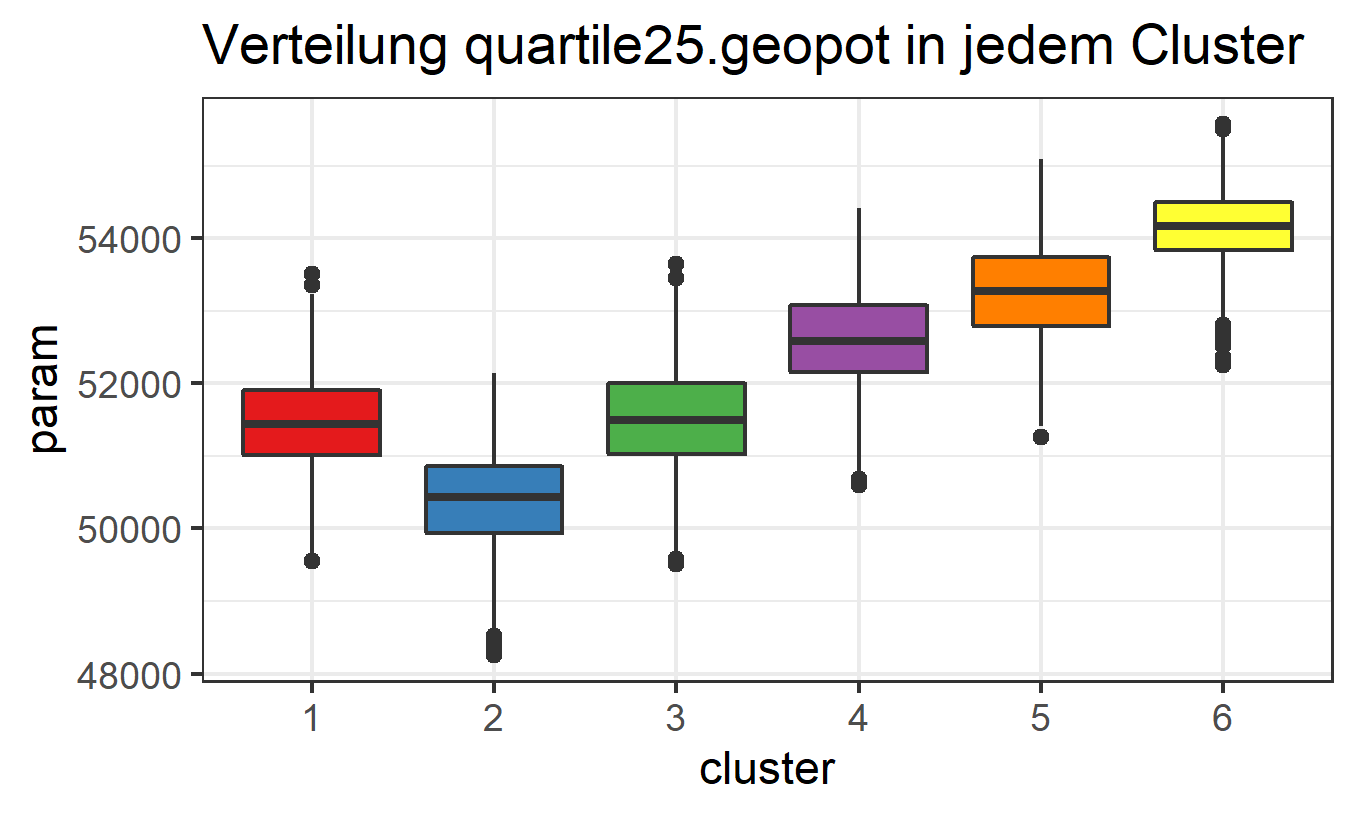 Verteilung quartile25.geopot in jedem Cluster
param
54000
52000
50000
48000
1 2 3 4 5 6
cluster